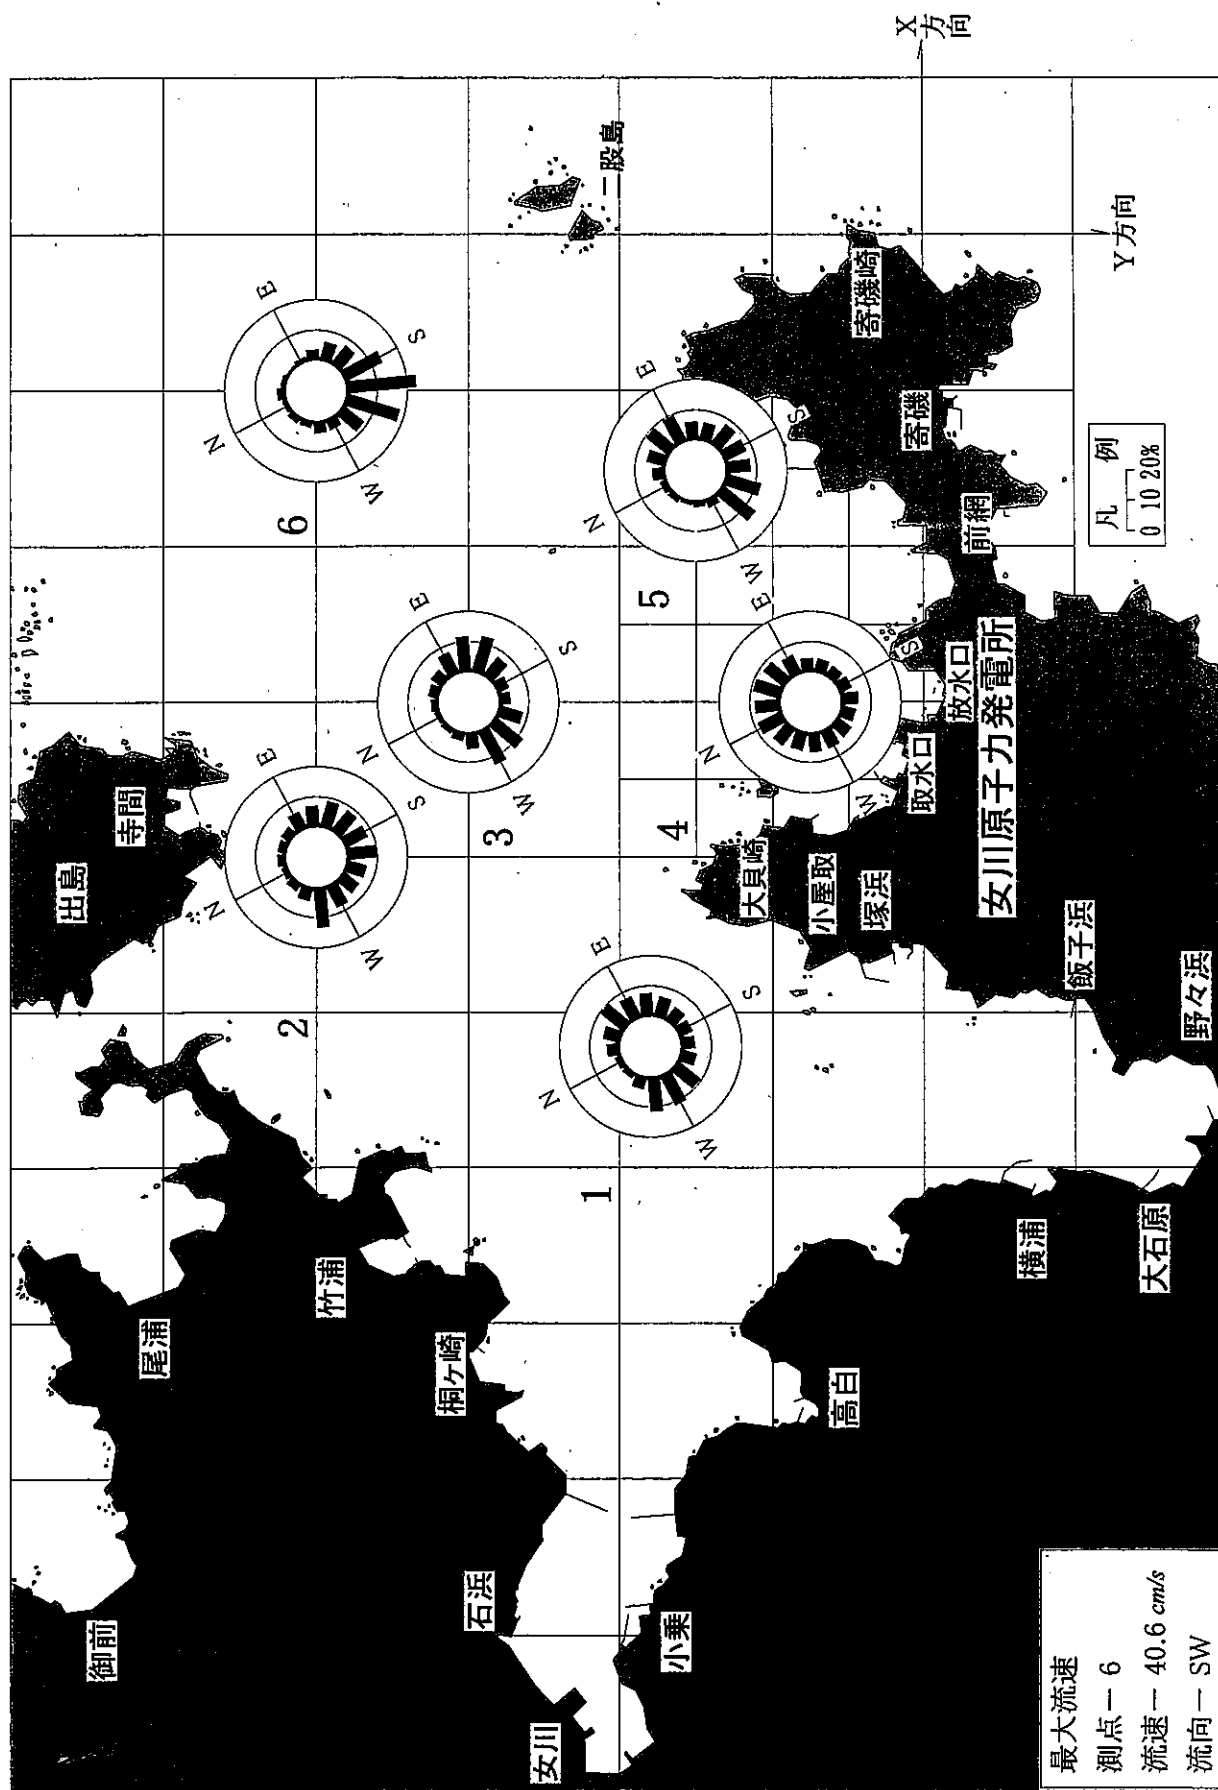 X方向
Y方向
二股島
寄磯崎
寄磯
前網
凡 例
0 10 20%
E
S
N
W
6
E
S
N
W
5
E
S
N
W
3
E
S
N
W
4
E
S
N
W
2
E
S
N
W
1
出島
寺間
放水口
取水口
女川原子力発電所
大貝崎
小屋取
塚浜
飯子浜
野々浜
尾浦
竹浦
桐ヶ崎
高白
横浦
大石原
御前
石浜
小乗
女川
最大流速
測点－6
流速－40.6 cm/s
流向－SW